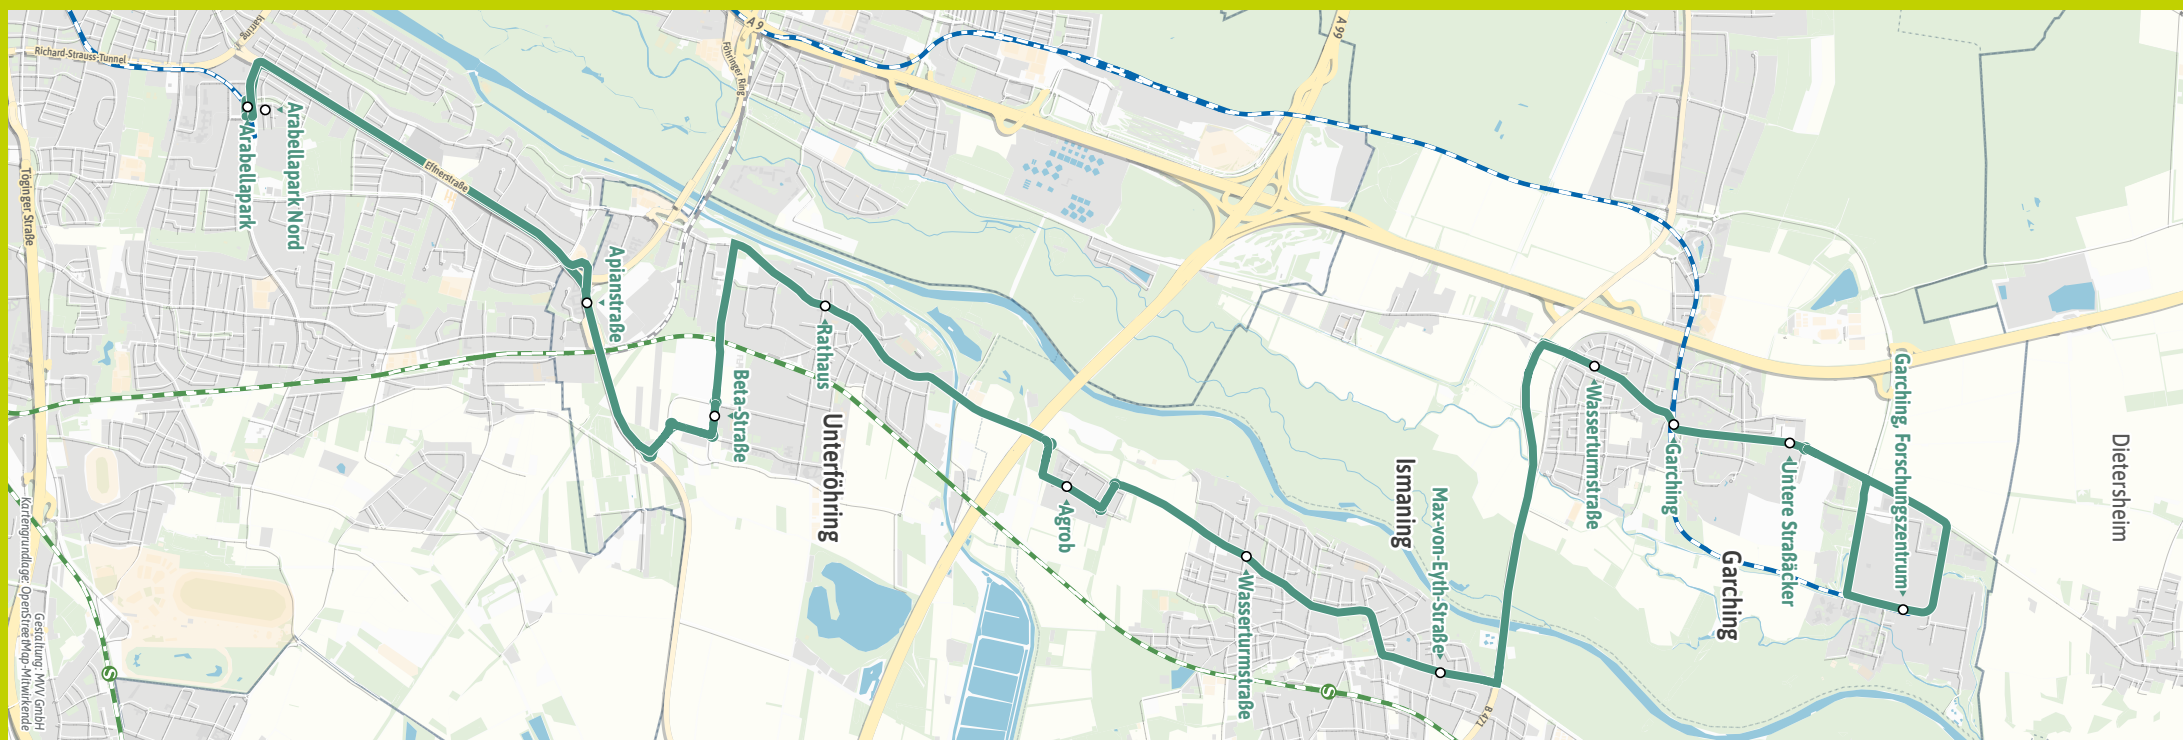 Isarring
Richard-Strauss-Tunnel
A 9
Föhringer Ring
A 99
Arabellapark Nord
Arabellapark
Effnerstraße
Töginger Straße
Apianstraße
Rathaus
Beta-Straße
Unterföhring
Agrob
Wasserturmstraße
Ismaning
Max-von-Eyth-Straße
B 471
Wasserturmstraße
Garching
Untere Straßäcker
Garching, Forschungszentrum
Garching
Dietersheim
S
S
Gestaltung: MVV GmbH
Kartengrundlage: OpenStreetMap-Mitwirkende